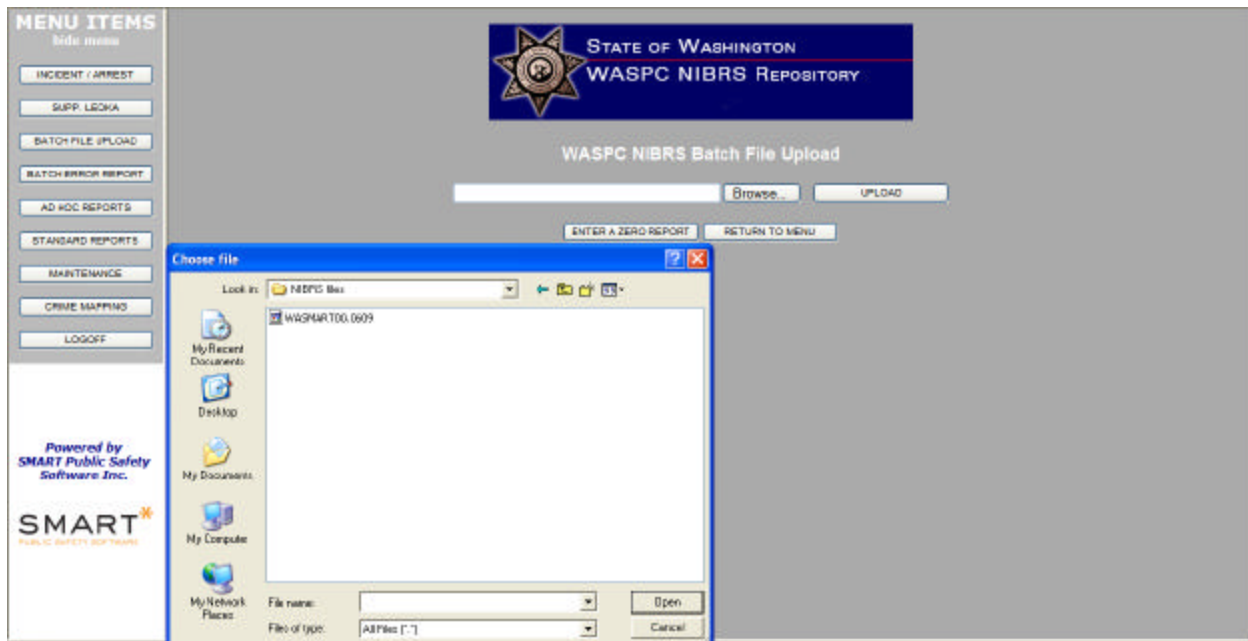 MENU ITEMS
hide menu
INCIDENT / ARREST
SUPP. LEOKA
BATCH FILE UPLOAD
BATCH ERROR REPORT
AD HOC REPORTS
STANDARD REPORTS
MAINTENANCE
CRIME MAPPING
LOGOFF
Powered by
SMART Public Safety
Software Inc.
SMART*
PUBLIC SAFETY SOFTWARE
STATE OF WASHINGTON
WASPC NIBRS REPOSITORY
WASPC NIBRS Batch File Upload
Browse... UPLOAD
ENTER A ZERO REPORT RETURN TO MENU
Choose file
Look in: NIBRS files
WASMART00.0609
My Recent
Documents
Desktop
My Documents
My Computer
My Network
Places
File name: Open
Files of type: All Files (*.*) Cancel